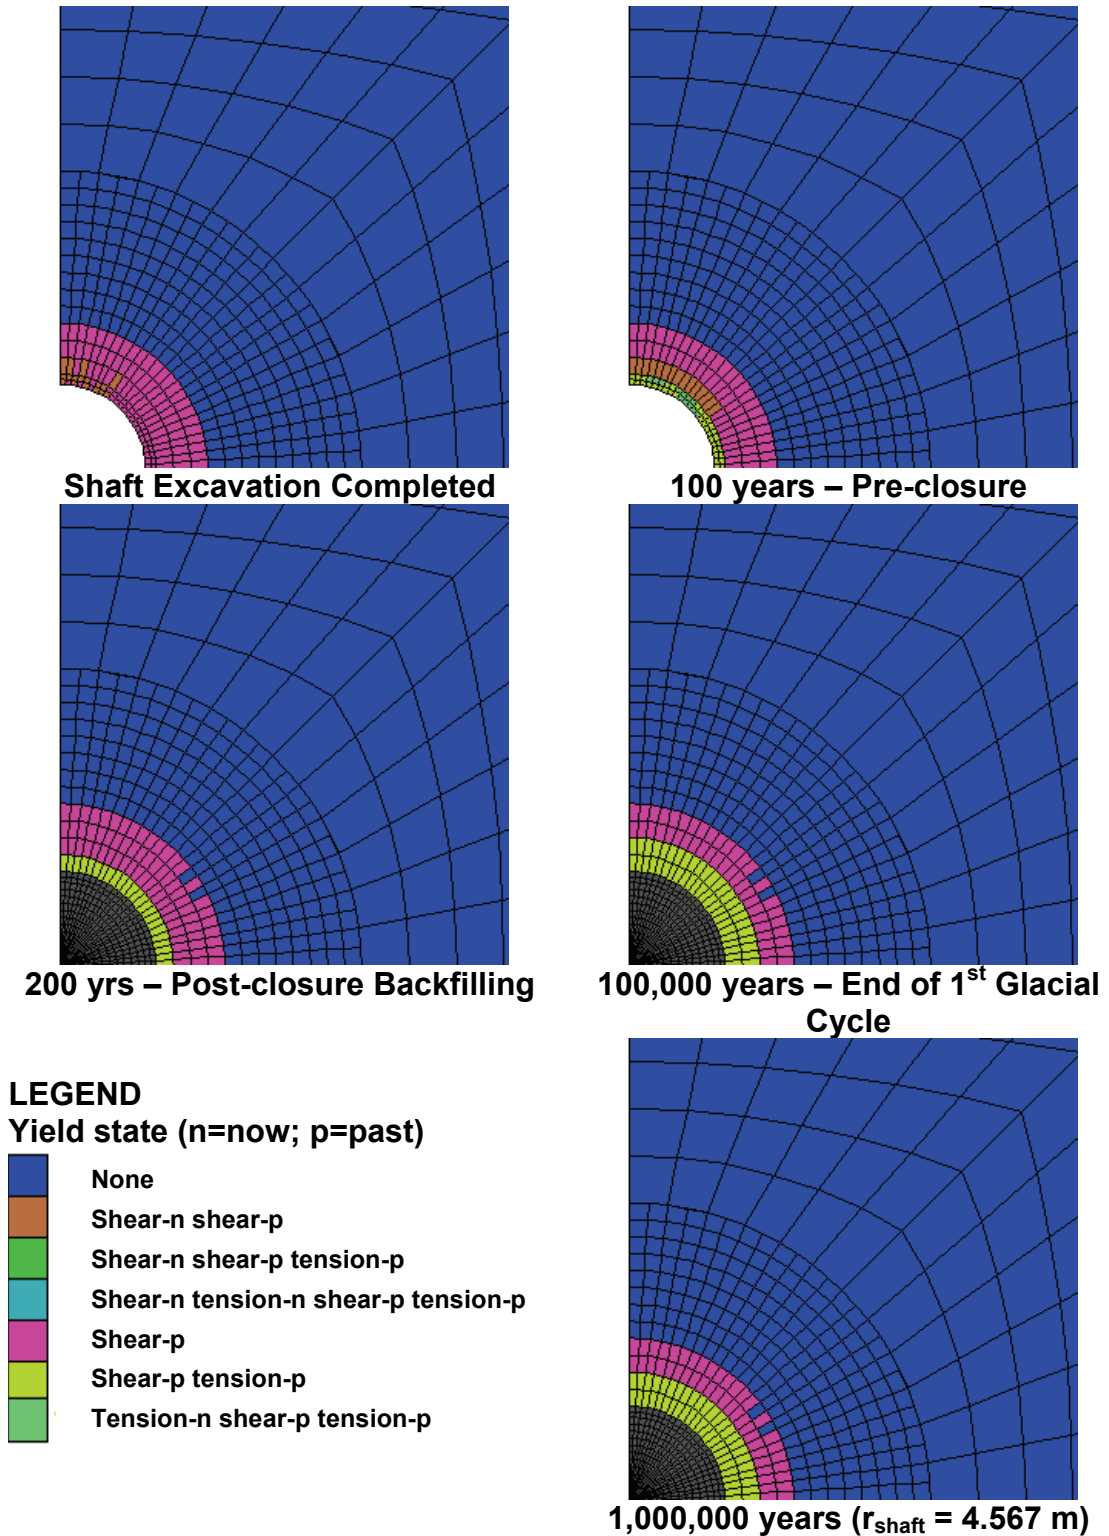 Shaft Excavation Completed
100 years – Pre-closure
200 yrs – Post-closure Backfilling
100,000 years – End of 1st Glacial
Cycle
LEGEND
Yield state (n=now; p=past)
None
Shear-n shear-p
Shear-n shear-p tension-p
Shear-n tension-n shear-p tension-p
Shear-p
Shear-p tension-p
Tension-n shear-p tension-p
1,000,000 years (rshaft = 4.567 m)